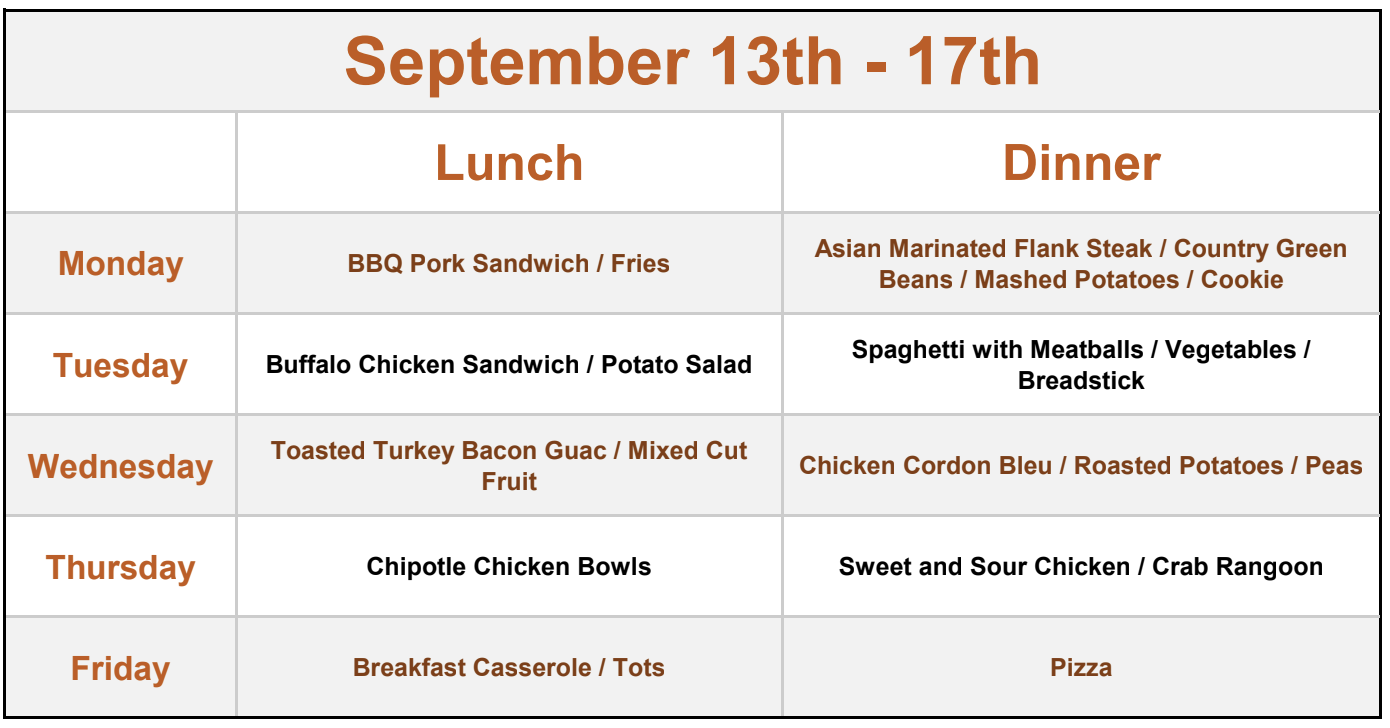 September 13th - 17th
Lunch
Dinner
Monday
BBQ Pork Sandwich / Fries
Asian Marinated Flank Steak / Country Green
Beans / Mashed Potatoes / Cookie
Tuesday
Buffalo Chicken Sandwich / Potato Salad
Spaghetti with Meatballs / Vegetables /
Breadstick
Wednesday
Toasted Turkey Bacon Guac / Mixed Cut
Fruit
Chicken Cordon Bleu / Roasted Potatoes / Peas
Thursday
Chipotle Chicken Bowls
Sweet and Sour Chicken / Crab Rangoon
Friday
Breakfast Casserole / Tots
Pizza